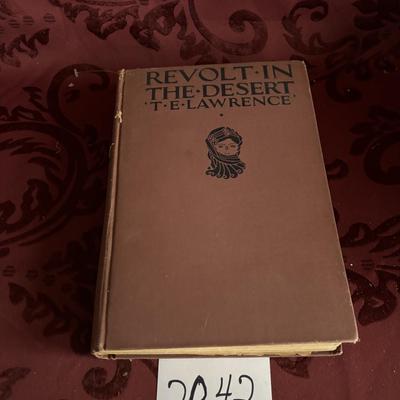 REVOLT·IN
THE·DESERT
'T·E·LAWRENCE'
2042